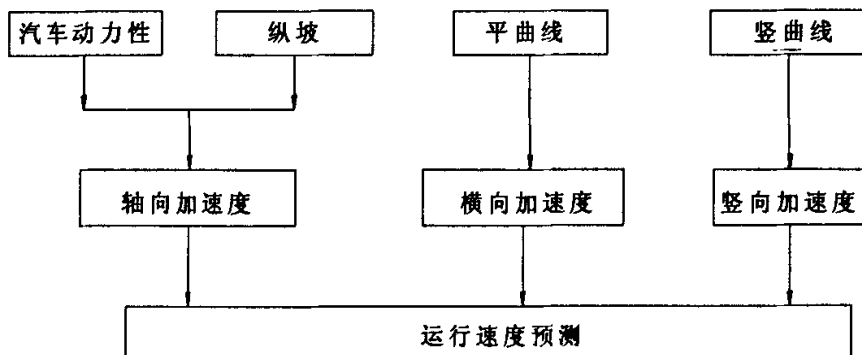 汽车动力性
纵坡
平曲线
竖曲线
轴向加速度
横向加速度
竖向加速度
运行速度预测